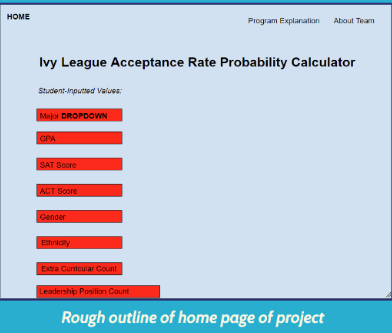 HOME
Program Explanation About Team
Ivy League Acceptance Rate Probability Calculator
Student-Inputted Values:
Major DROPDOWN
GPA
SAT Score
ACT Score
Gender
Ethnicity
Extra Curricular Count
Leadership Position Count
Rough outline of home page of project